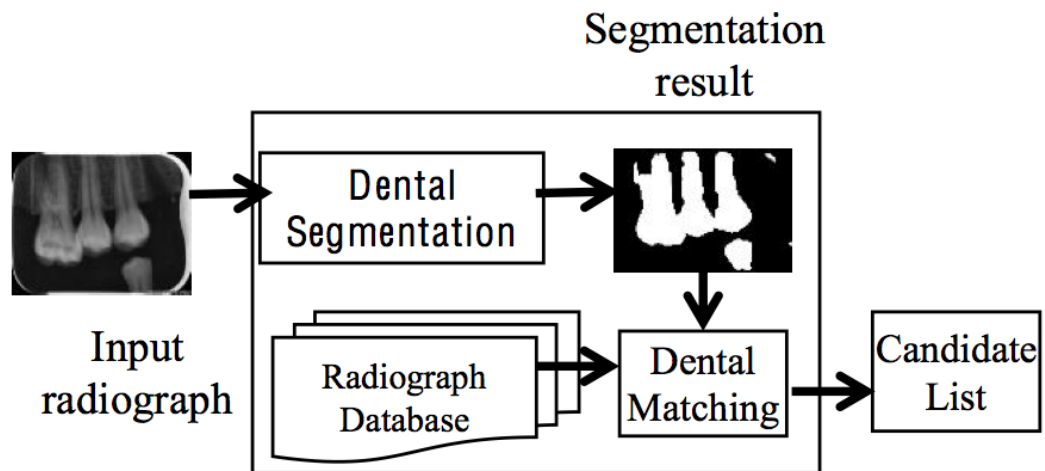 Segmentation
result
Dental
Segmentation
Input
radiograph
Radiograph
Database
Dental
Matching
Candidate
List